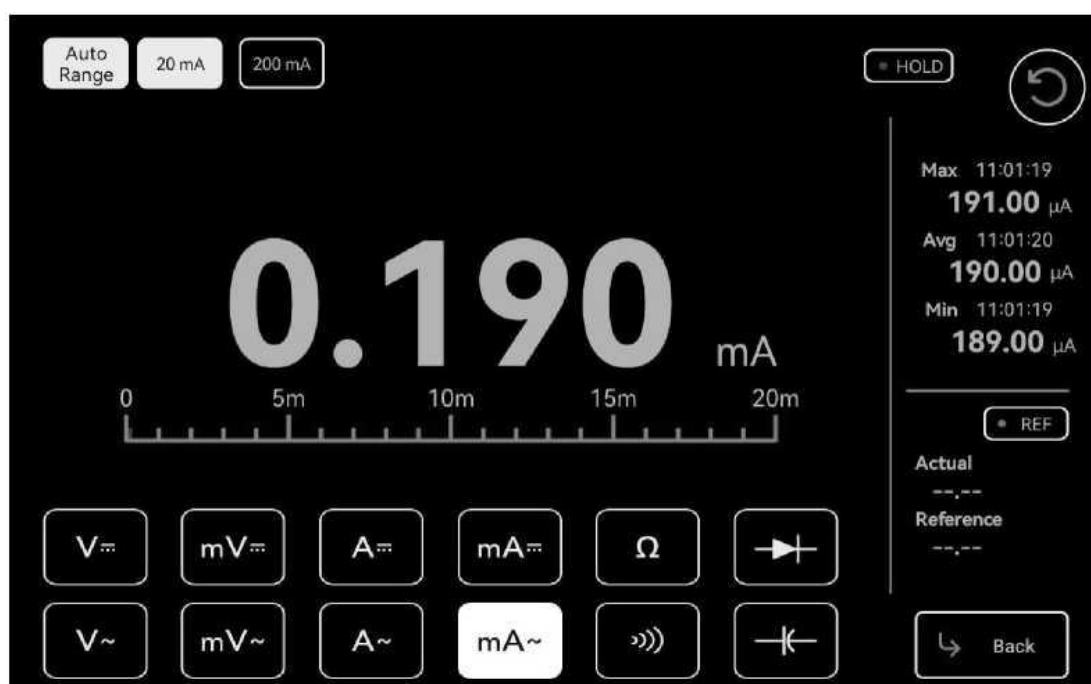 Auto
Range
20 mA
200 mA
HOLD
Max 11:01:19
191.00 µA
Avg 11:01:20
190.00 µA
Min 11:01:19
189.00 µA
0.190 mA
0 5m 10m 15m 20m
REF
Actual
--.--
Reference
--.--
V⎓ mV⎓ A⎓ mA⎓ Ω
V~ mV~ A~ mA~
Back